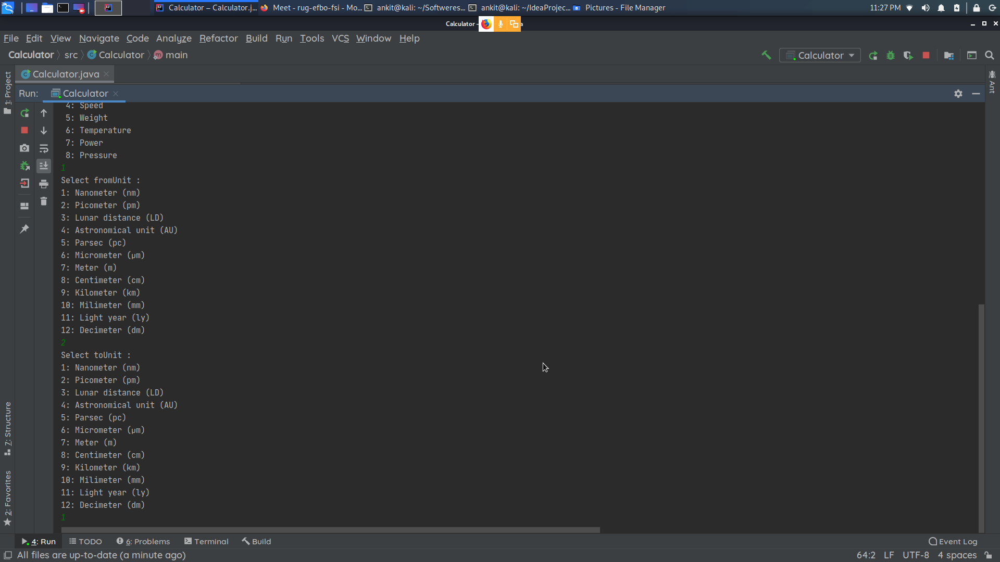 Calculator – Calculator.j...
Meet - rug-efbo-fsi - Mo...
ankit@kali: ~/Softweres...
ankit@kali: ~/IdeaProjec...
Pictures - File Manager
11:27 PM
Calculator -
a
File Edit View Navigate Code Analyze Refactor Build Run Tools VCS Window Help
Calculator src Calculator main
Calculator
Calculator.java
1: Project
Ant
Run: Calculator
4: Speed
5: Weight
6: Temperature
7: Power
8: Pressure
1
Select fromUnit :
1: Nanometer (nm)
2: Picometer (pm)
3: Lunar distance (LD)
4: Astronomical unit (AU)
5: Parsec (pc)
6: Micrometer (µm)
7: Meter (m)
8: Centimeter (cm)
9: Kilometer (km)
10: Milimeter (mm)
11: Light year (ly)
12: Decimeter (dm)
2
Select toUnit :
1: Nanometer (nm)
2: Picometer (pm)
3: Lunar distance (LD)
4: Astronomical unit (AU)
5: Parsec (pc)
6: Micrometer (µm)
7: Meter (m)
8: Centimeter (cm)
9: Kilometer (km)
10: Milimeter (mm)
11: Light year (ly)
12: Decimeter (dm)
1
7: Structure
2: Favorites
4: Run TODO 6: Problems Terminal Build Event Log
All files are up-to-date (a minute ago) 64:2 LF UTF-8 4 spaces